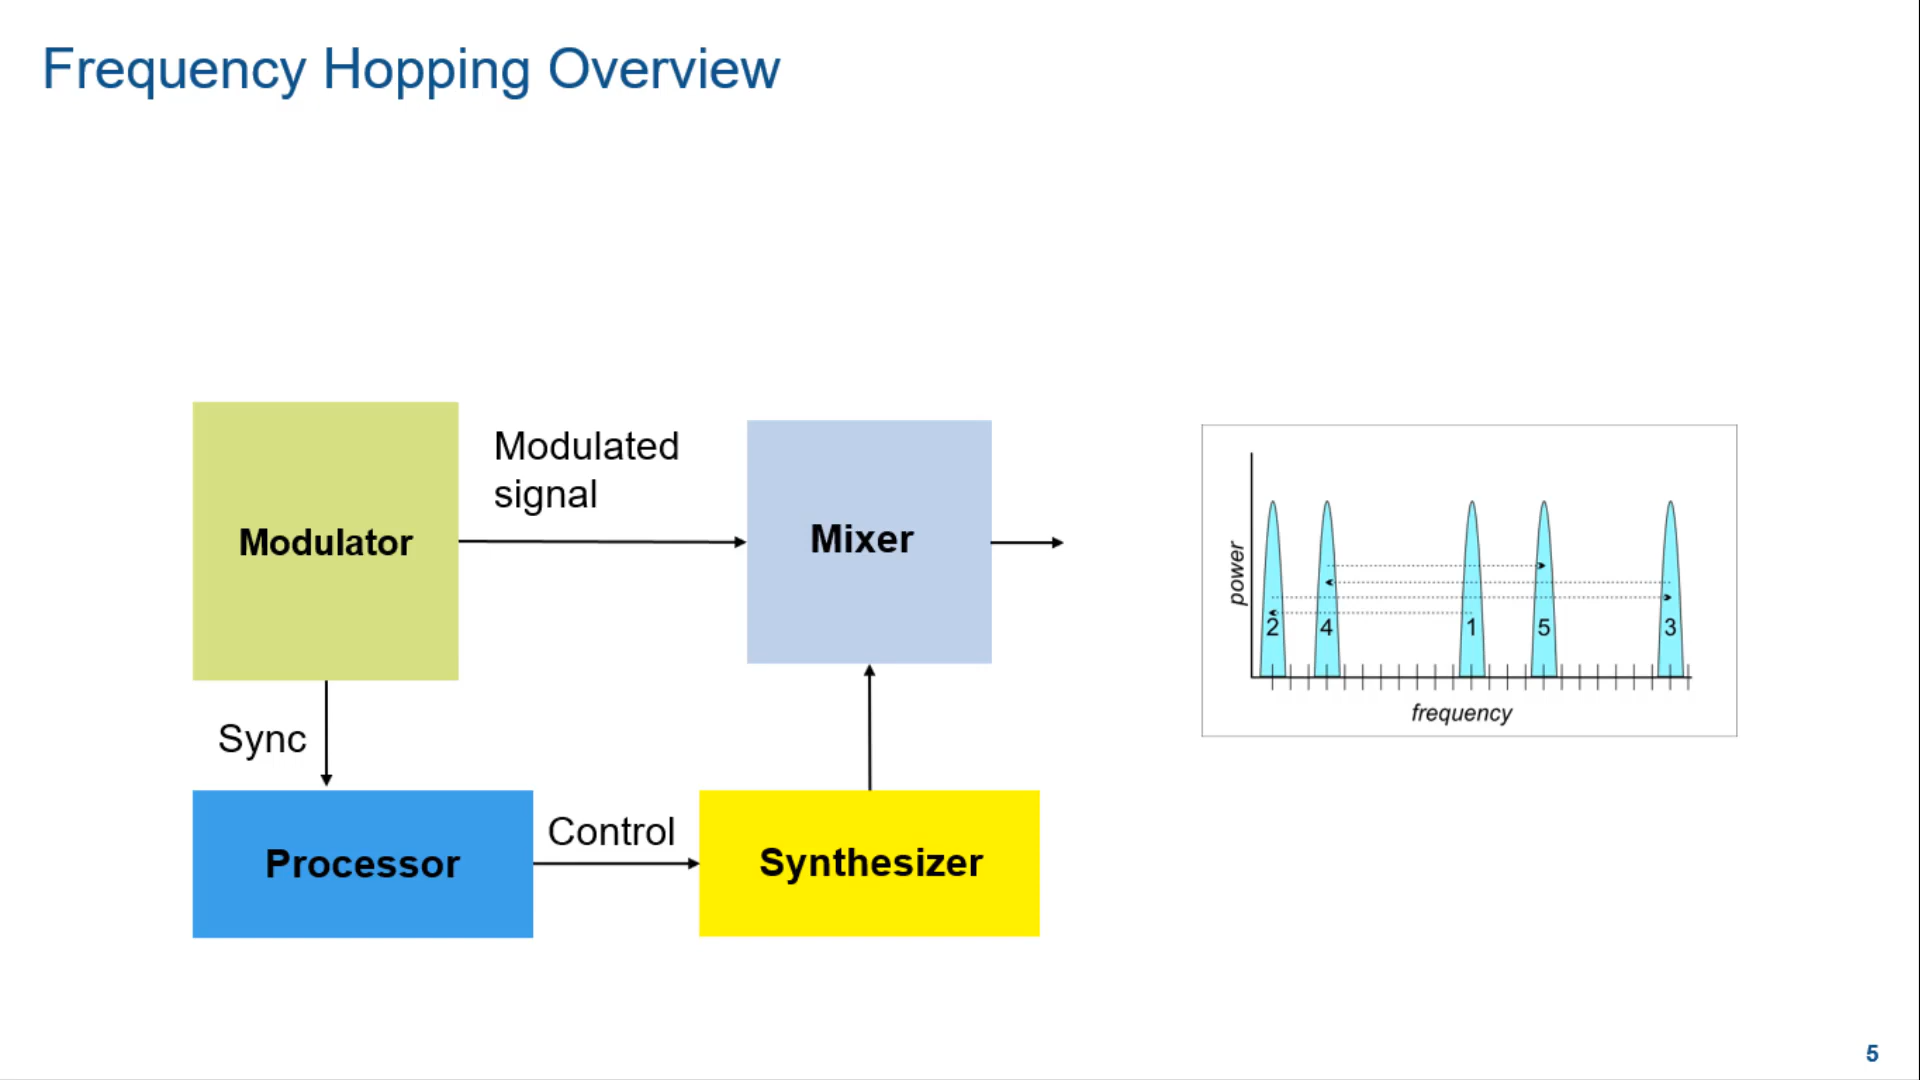 Frequency Hopping Overview
Modulator
Modulated
signal
Mixer
Sync
Processor
Control
Synthesizer
power
2 4 1 5 3
frequency
5